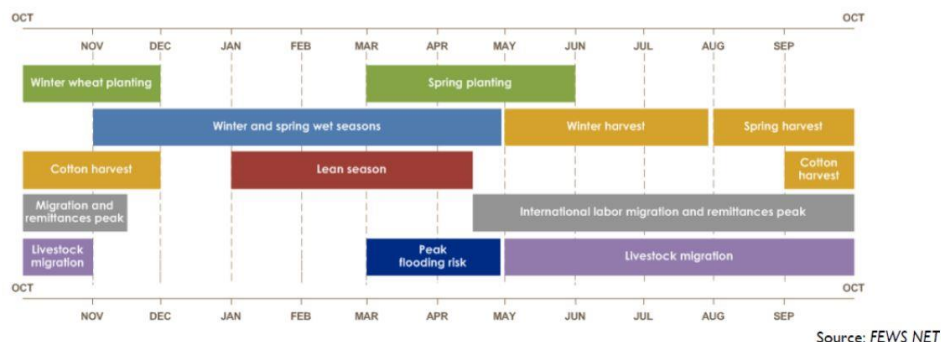 OCT OCT
NOV DEC JAN FEB MAR APR MAY JUN JUL AUG SEP
Winter wheat planting Spring planting
Winter and spring wet seasons Winter harvest Spring harvest
Cotton harvest Lean season Cotton
harvest
Migration and
remittances peak International labor migration and remittances peak
Livestock
migration Peak
flooding risk Livestock migration
OCT OCT
NOV DEC JAN FEB MAR APR MAY JUN JUL AUG SEP
Source: FEWS NET